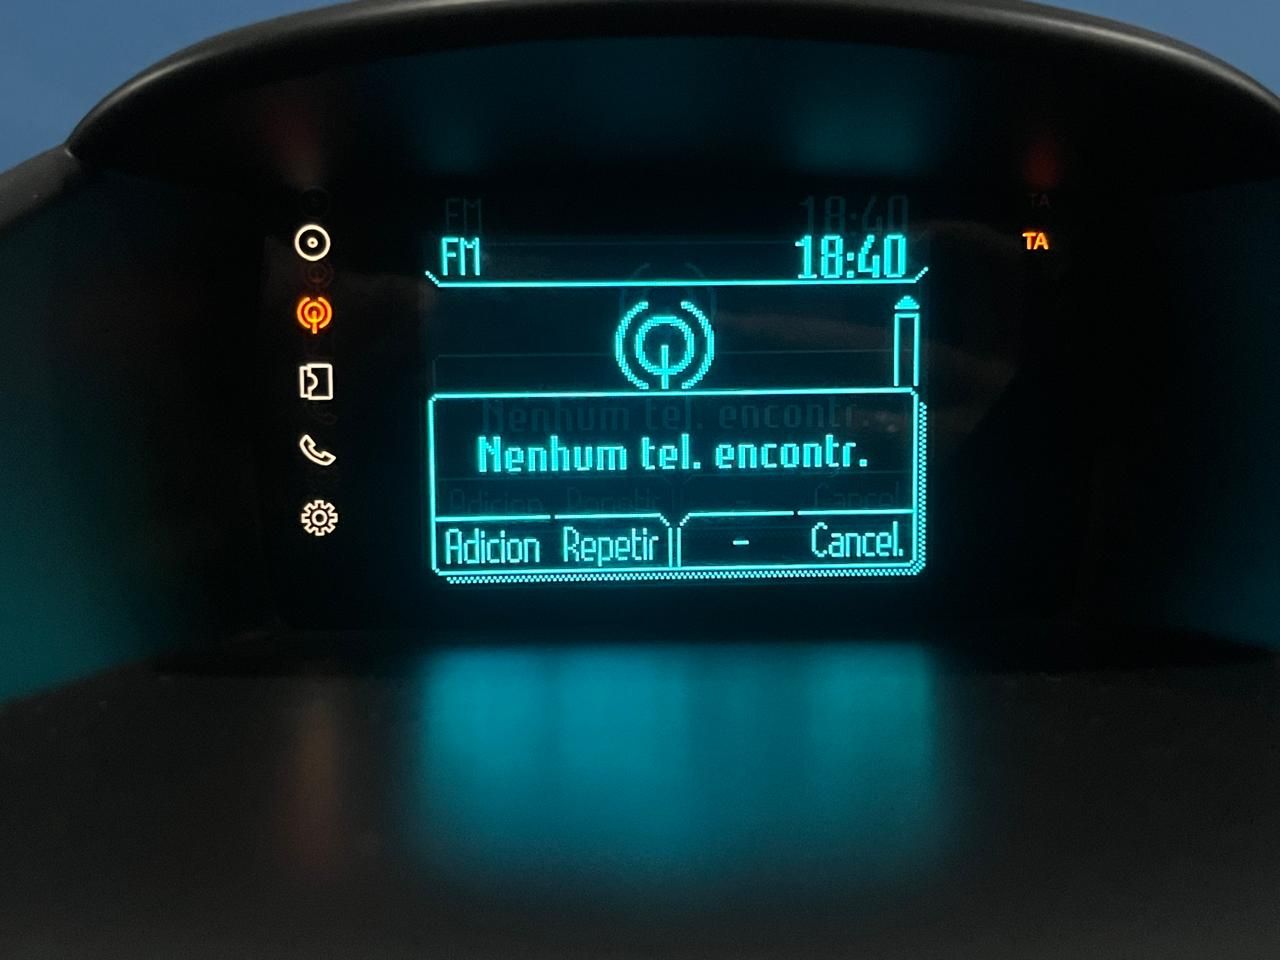 FM 18:40
TA
Nenhum tel. encontr.
Adicion Repetir - Cancel.